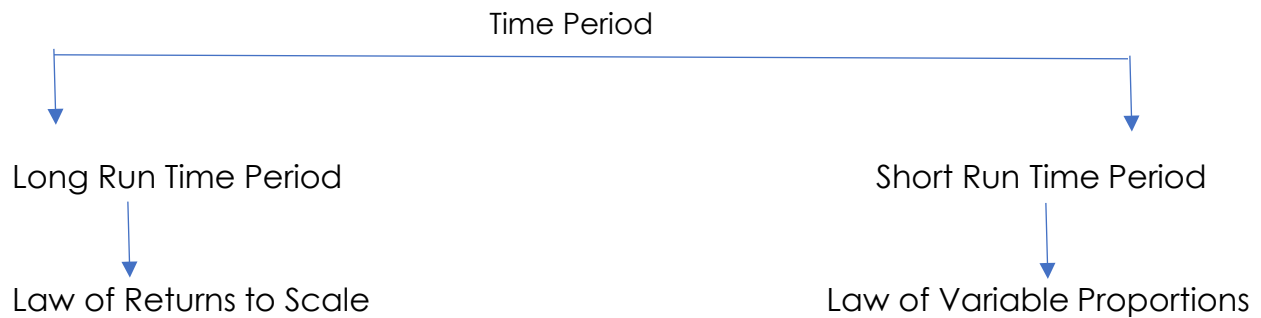 Time Period
Long Run Time Period
Short Run Time Period
Law of Returns to Scale
Law of Variable Proportions